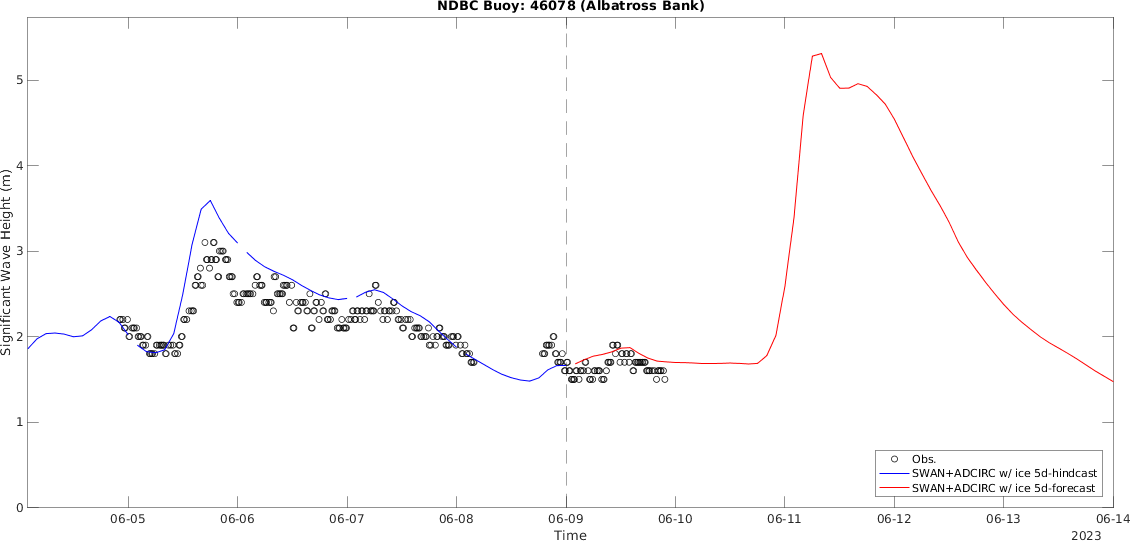 NDBC Buoy: 46078 (Albatross Bank)
Significant Wave Height (m)
5
4
3
2
1
0
Obs.
SWAN+ADCIRC w/ ice 5d-hindcast
SWAN+ADCIRC w/ ice 5d-forecast
06-05 06-06 06-07 06-08 06-09 06-10 06-11 06-12 06-13 06-14
Time
2023